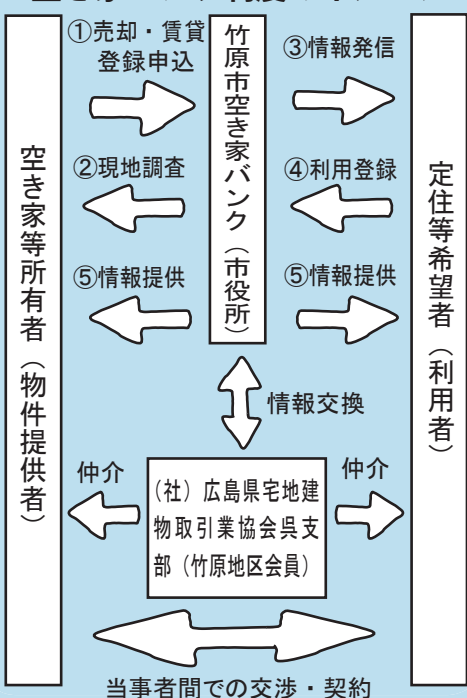 ①売却・賃貸
登録申込
竹原市空き家バンク（市役所）
③情報発信
空き家等所有者（物件提供者）
②現地調査
④利用登録
定住等希望者（利用者）
⑤情報提供
⑤情報提供
情報交換
仲介
（社）広島県宅地建
物取引業協会呉支
部（竹原地区会員）
仲介
当事者間での交渉・契約